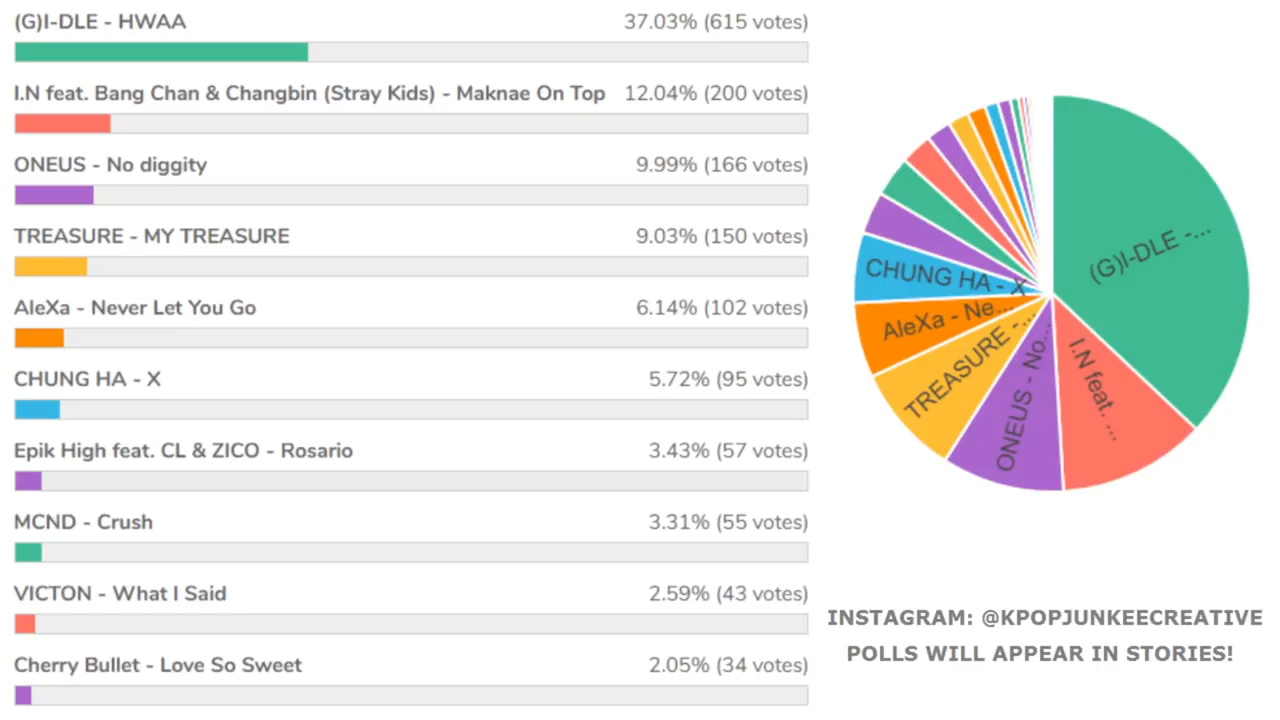 (G)I-DLE - HWAA 37.03% (615 votes)
I.N feat. Bang Chan & Changbin (Stray Kids) - Maknae On Top 12.04% (200 votes)
ONEUS - No diggity 9.99% (166 votes)
TREASURE - MY TREASURE 9.03% (150 votes)
AleXa - Never Let You Go 6.14% (102 votes)
CHUNG HA - X 5.72% (95 votes)
Epik High feat. CL & ZICO - Rosario 3.43% (57 votes)
MCND - Crush 3.31% (55 votes)
VICTON - What I Said 2.59% (43 votes)
Cherry Bullet - Love So Sweet 2.05% (34 votes)
(G)I-DLE -...
I.N feat. ...
ONEUS - No...
TREASURE -...
AleXa - Ne...
CHUNG HA - X
INSTAGRAM: @KPOPJUNKEECREATIVE
POLLS WILL APPEAR IN STORIES!